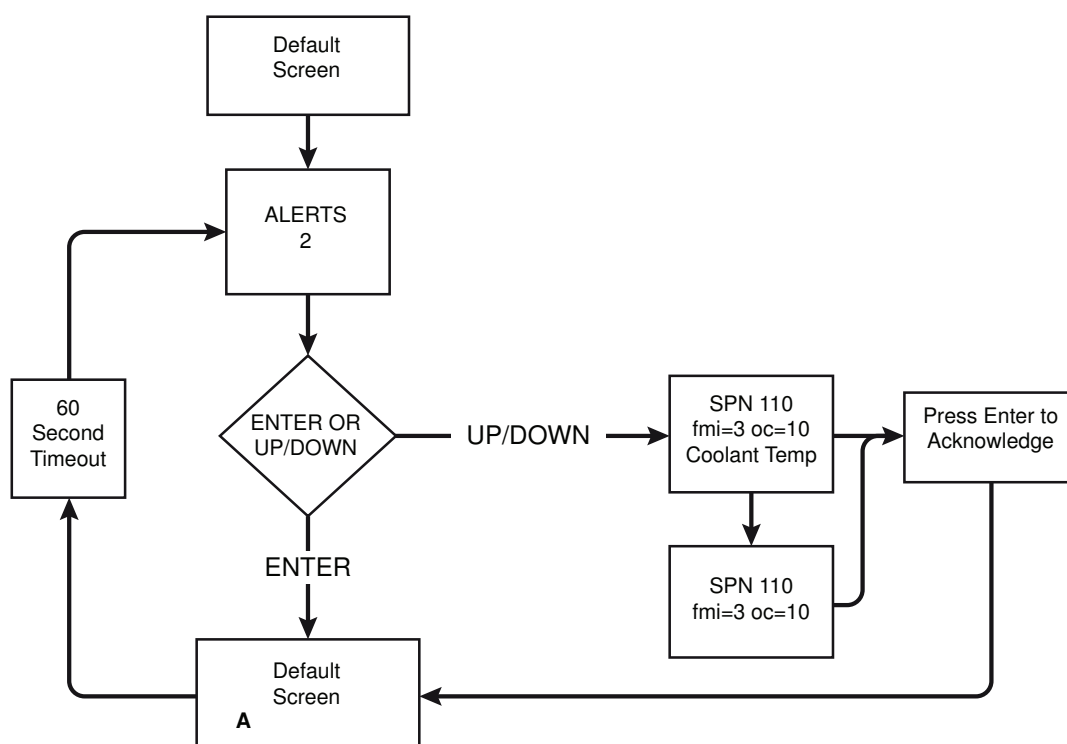 Default
Screen
ALERTS
2
60
Second
Timeout
ENTER OR
UP/DOWN
UP/DOWN
SPN 110
fmi=3 oc=10
Coolant Temp
Press Enter to
Acknowledge
SPN 110
fmi=3 oc=10
ENTER
Default
Screen
A